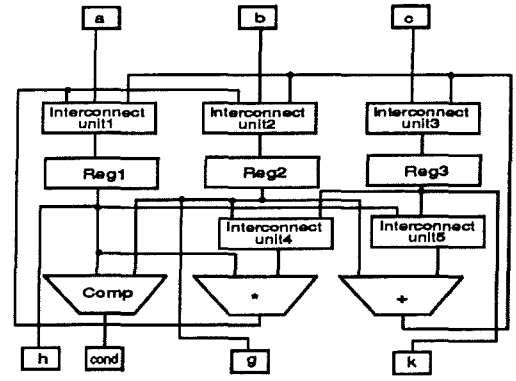 a
b
c
Interconnect
unit1
Interconnect
unit2
Interconnect
unit3
Reg1
Reg2
Reg3
Interconnect
unit4
Interconnect
unit5
Comp
*
+
h
cond
g
k